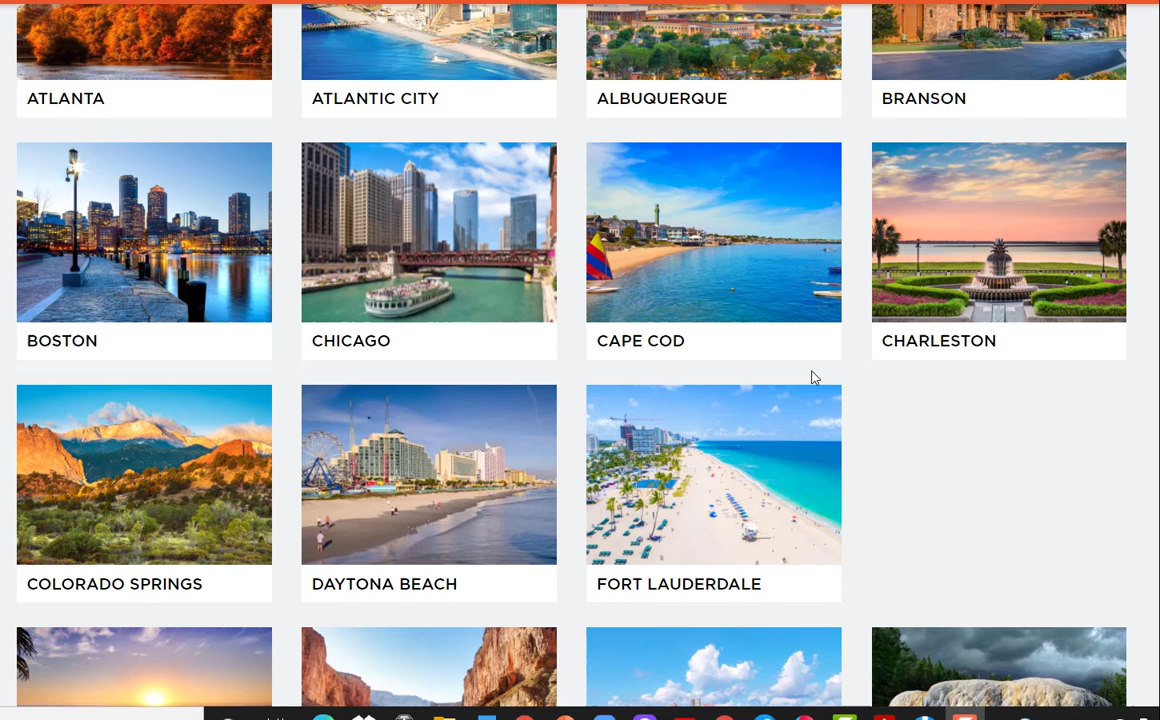 ATLANTA
ATLANTIC CITY
ALBUQUERQUE
BRANSON
BOSTON
CHICAGO
CAPE COD
CHARLESTON
COLORADO SPRINGS
DAYTONA BEACH
FORT LAUDERDALE